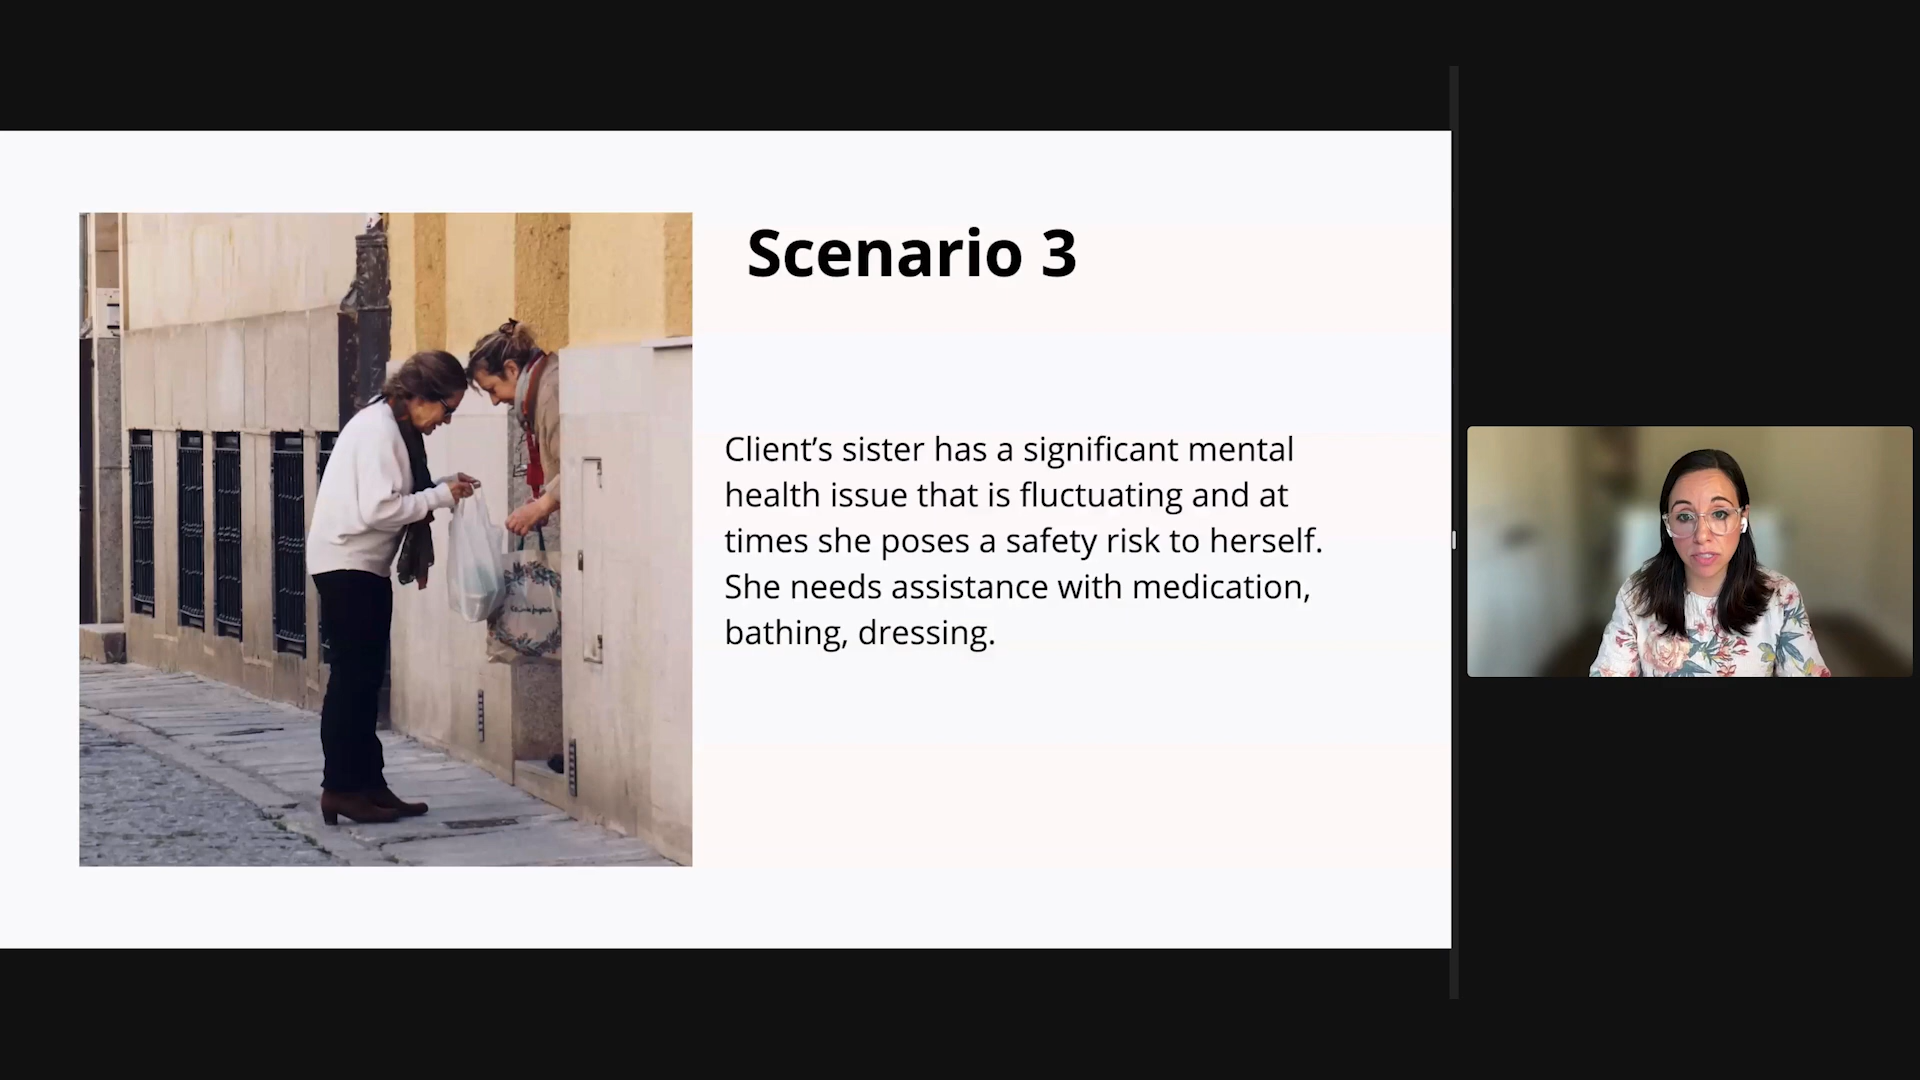 Scenario 3
Client’s sister has a significant mental
health issue that is fluctuating and at
times she poses a safety risk to herself.
She needs assistance with medication,
bathing, dressing.